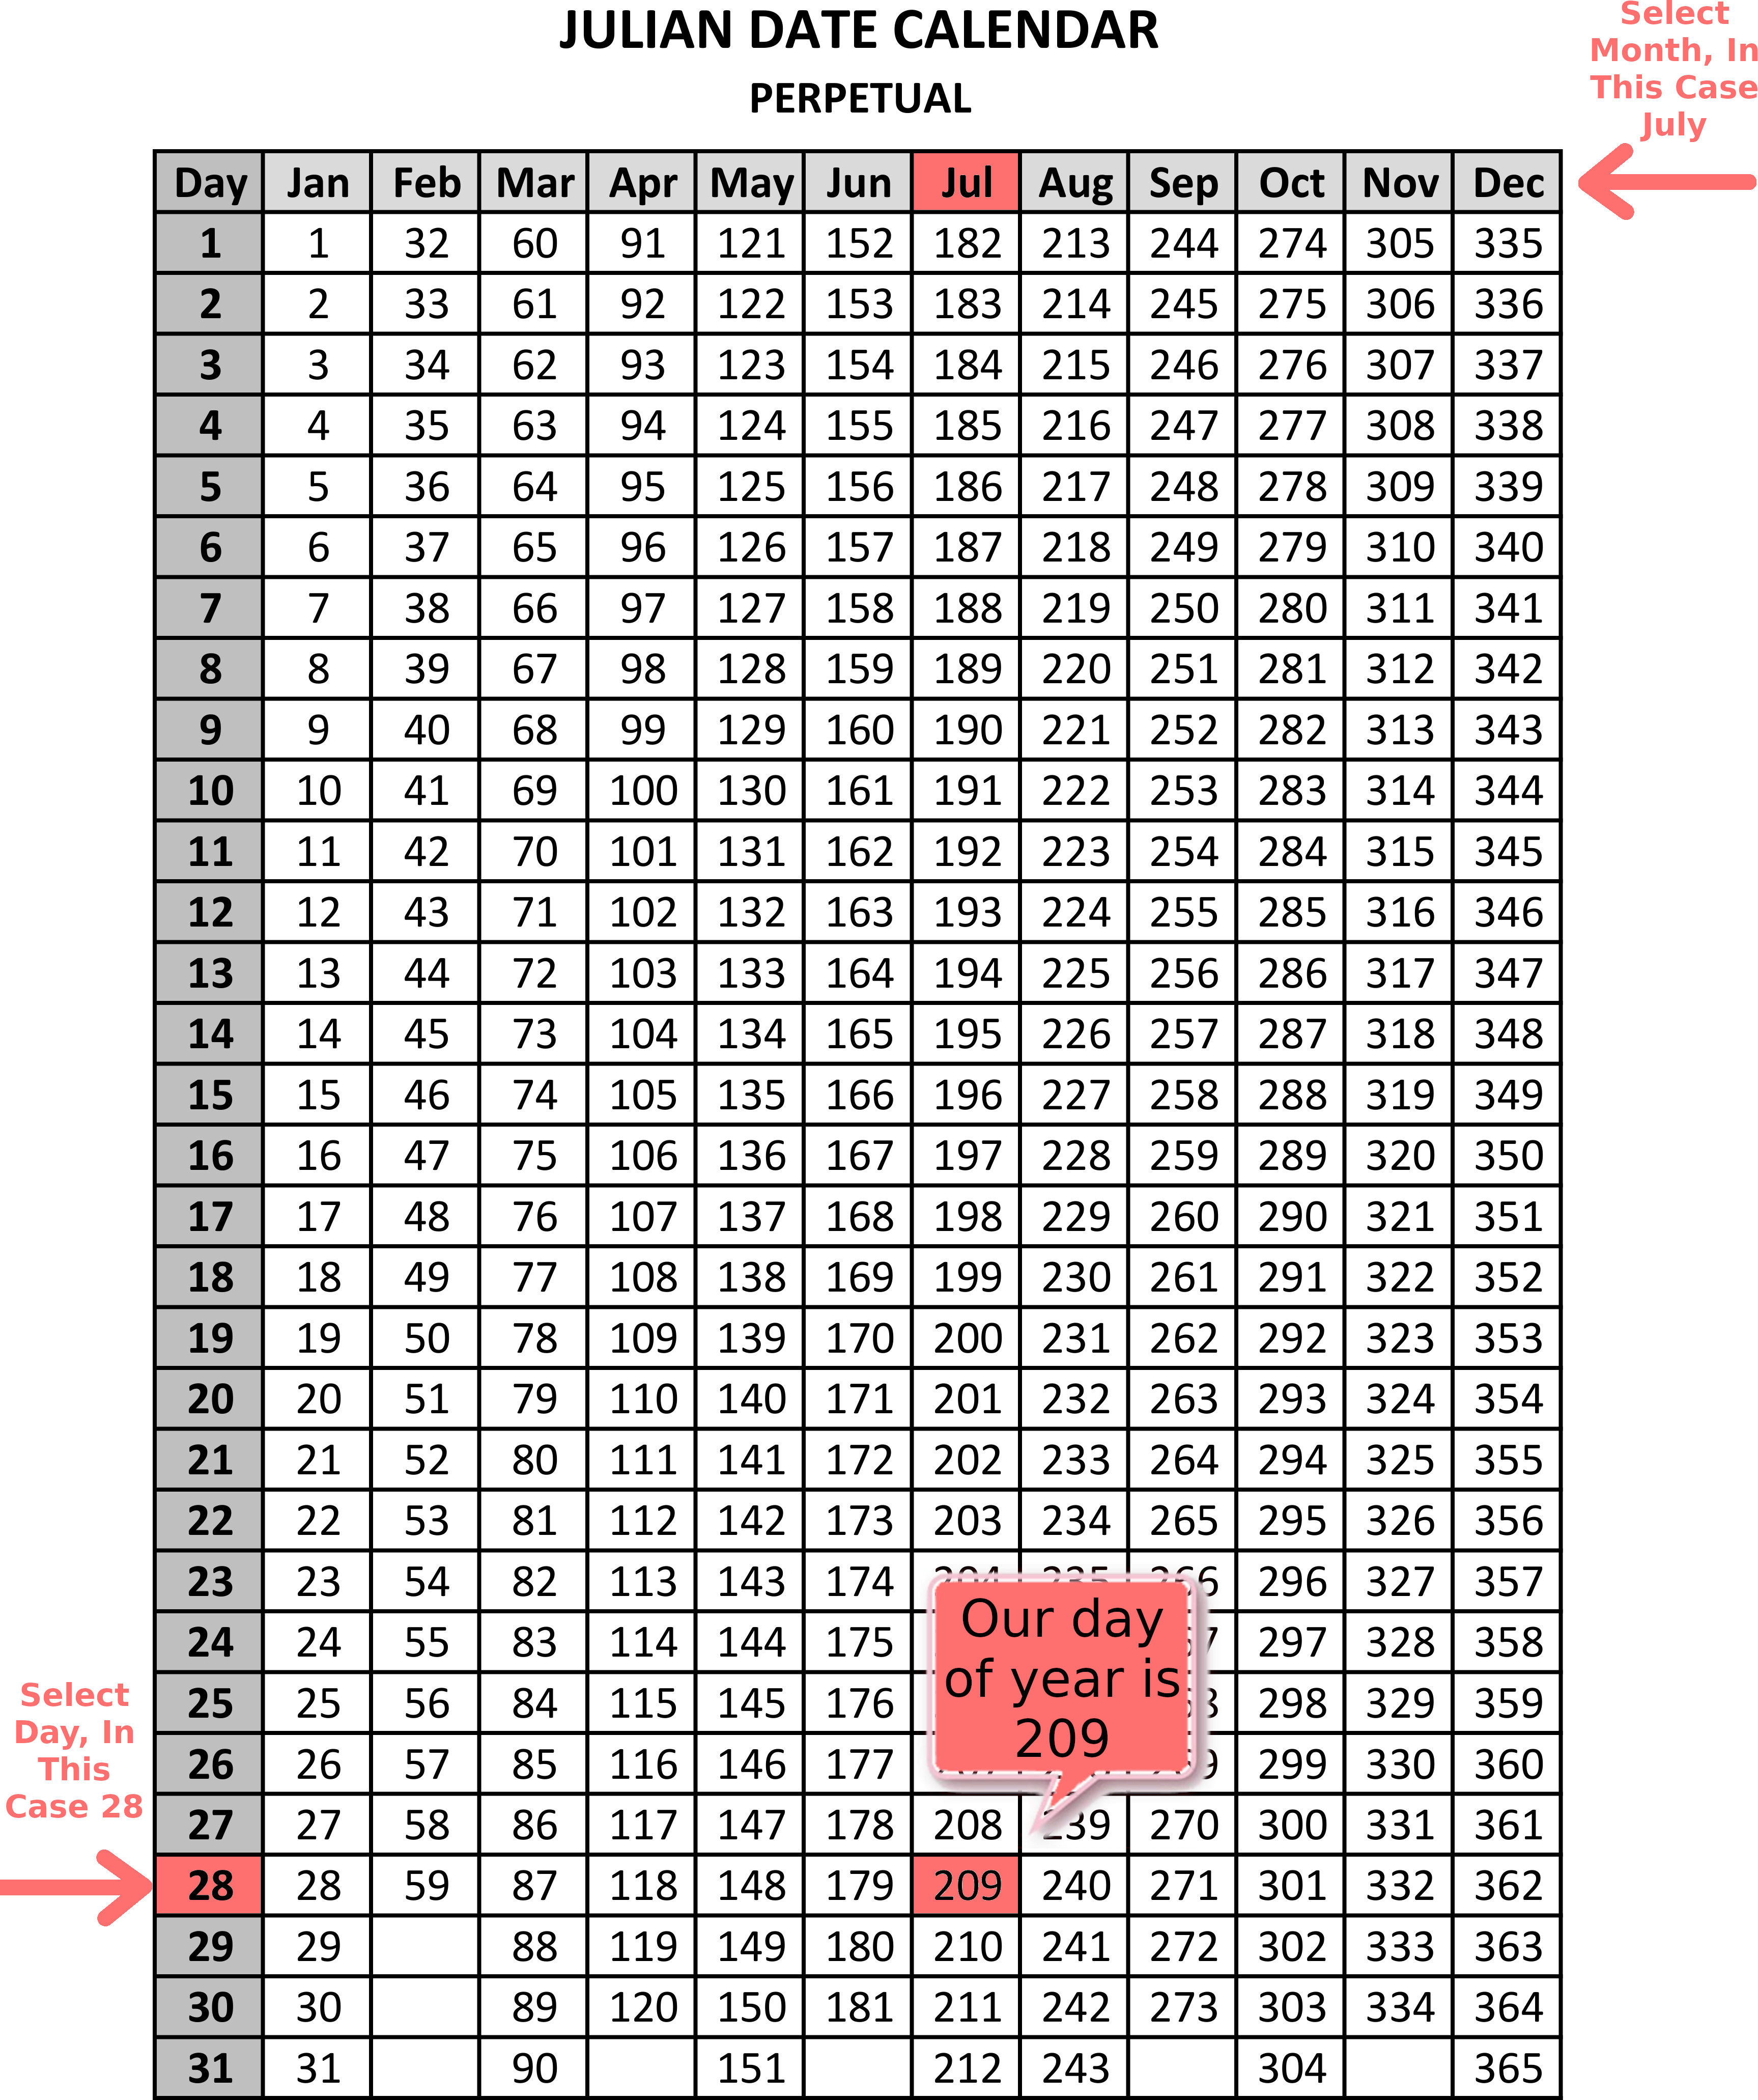 JULIAN DATE CALENDAR
PERPETUAL
Select
Month, In
This Case
July
Day Jan Feb Mar Apr May Jun Jul Aug Sep Oct Nov Dec
1 1 32 60 91 121 152 182 213 244 274 305 335
2 2 33 61 92 122 153 183 214 245 275 306 336
3 3 34 62 93 123 154 184 215 246 276 307 337
4 4 35 63 94 124 155 185 216 247 277 308 338
5 5 36 64 95 125 156 186 217 248 278 309 339
6 6 37 65 96 126 157 187 218 249 279 310 340
7 7 38 66 97 127 158 188 219 250 280 311 341
8 8 39 67 98 128 159 189 220 251 281 312 342
9 9 40 68 99 129 160 190 221 252 282 313 343
10 10 41 69 100 130 161 191 222 253 283 314 344
11 11 42 70 101 131 162 192 223 254 284 315 345
12 12 43 71 102 132 163 193 224 255 285 316 346
13 13 44 72 103 133 164 194 225 256 286 317 347
14 14 45 73 104 134 165 195 226 257 287 318 348
15 15 46 74 105 135 166 196 227 258 288 319 349
16 16 47 75 106 136 167 197 228 259 289 320 350
17 17 48 76 107 137 168 198 229 260 290 321 351
18 18 49 77 108 138 169 199 230 261 291 322 352
19 19 50 78 109 139 170 200 231 262 292 323 353
20 20 51 79 110 140 171 201 232 263 293 324 354
21 21 52 80 111 141 172 202 233 264 294 325 355
22 22 53 81 112 142 173 203 234 265 295 326 356
23 23 54 82 113 143 174 296 327 357
24 24 55 83 114 144 175 297 328 358
25 25 56 84 115 145 176 298 329 359
26 26 57 85 116 146 177 299 330 360
Our day
of year is
209
Select
Day, In
This
Case 28
27 27 58 86 117 147 178 208 239 270 300 331 361
28 28 59 87 118 148 179 209 240 271 301 332 362
29 29 88 119 149 180 210 241 272 302 333 363
30 30 89 120 150 181 211 242 273 303 334 364
31 31 90 151 212 243 304 365